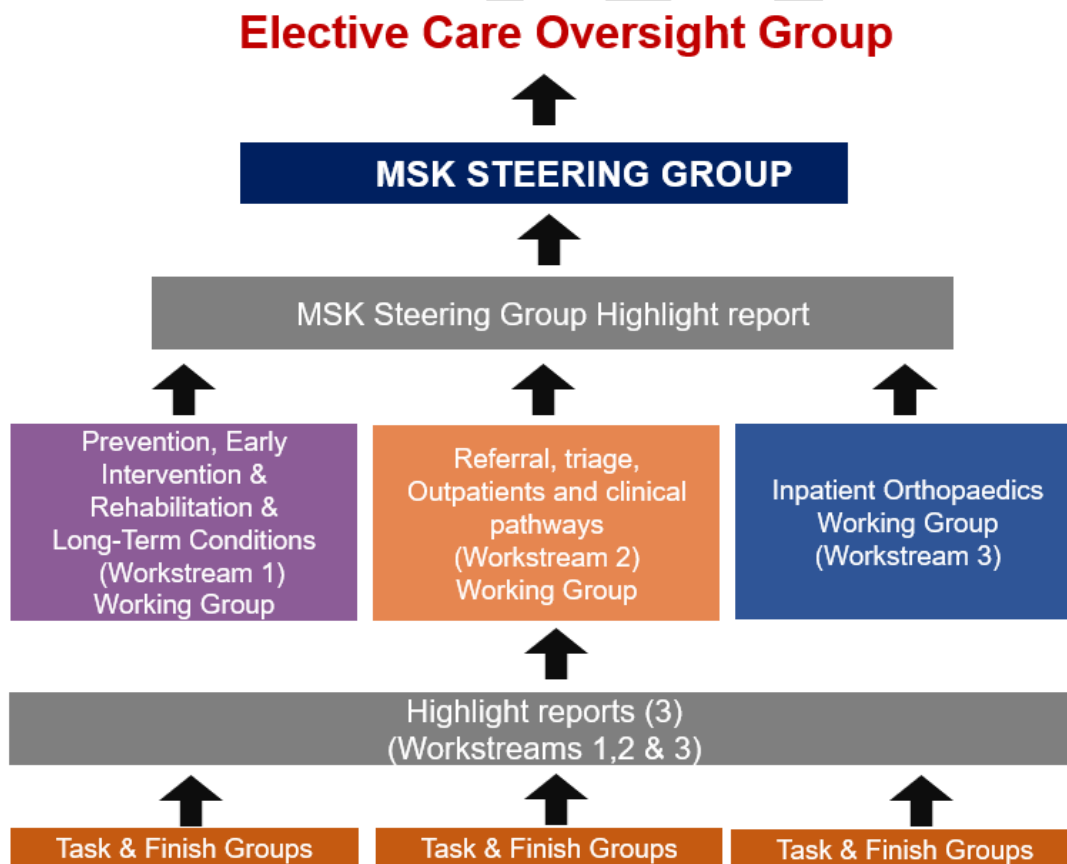 Elective Care Oversight Group
MSK STEERING GROUP
MSK Steering Group Highlight report
Prevention, Early
Intervention &
Rehabilitation &
Long-Term Conditions
(Workstream 1)
Working Group
Referral, triage,
Outpatients and clinical
pathways
(Workstream 2)
Working Group
Inpatient Orthopaedics
Working Group
(Workstream 3)
Highlight reports (3)
(Workstreams 1,2 & 3)
Task & Finish Groups
Task & Finish Groups
Task & Finish Groups